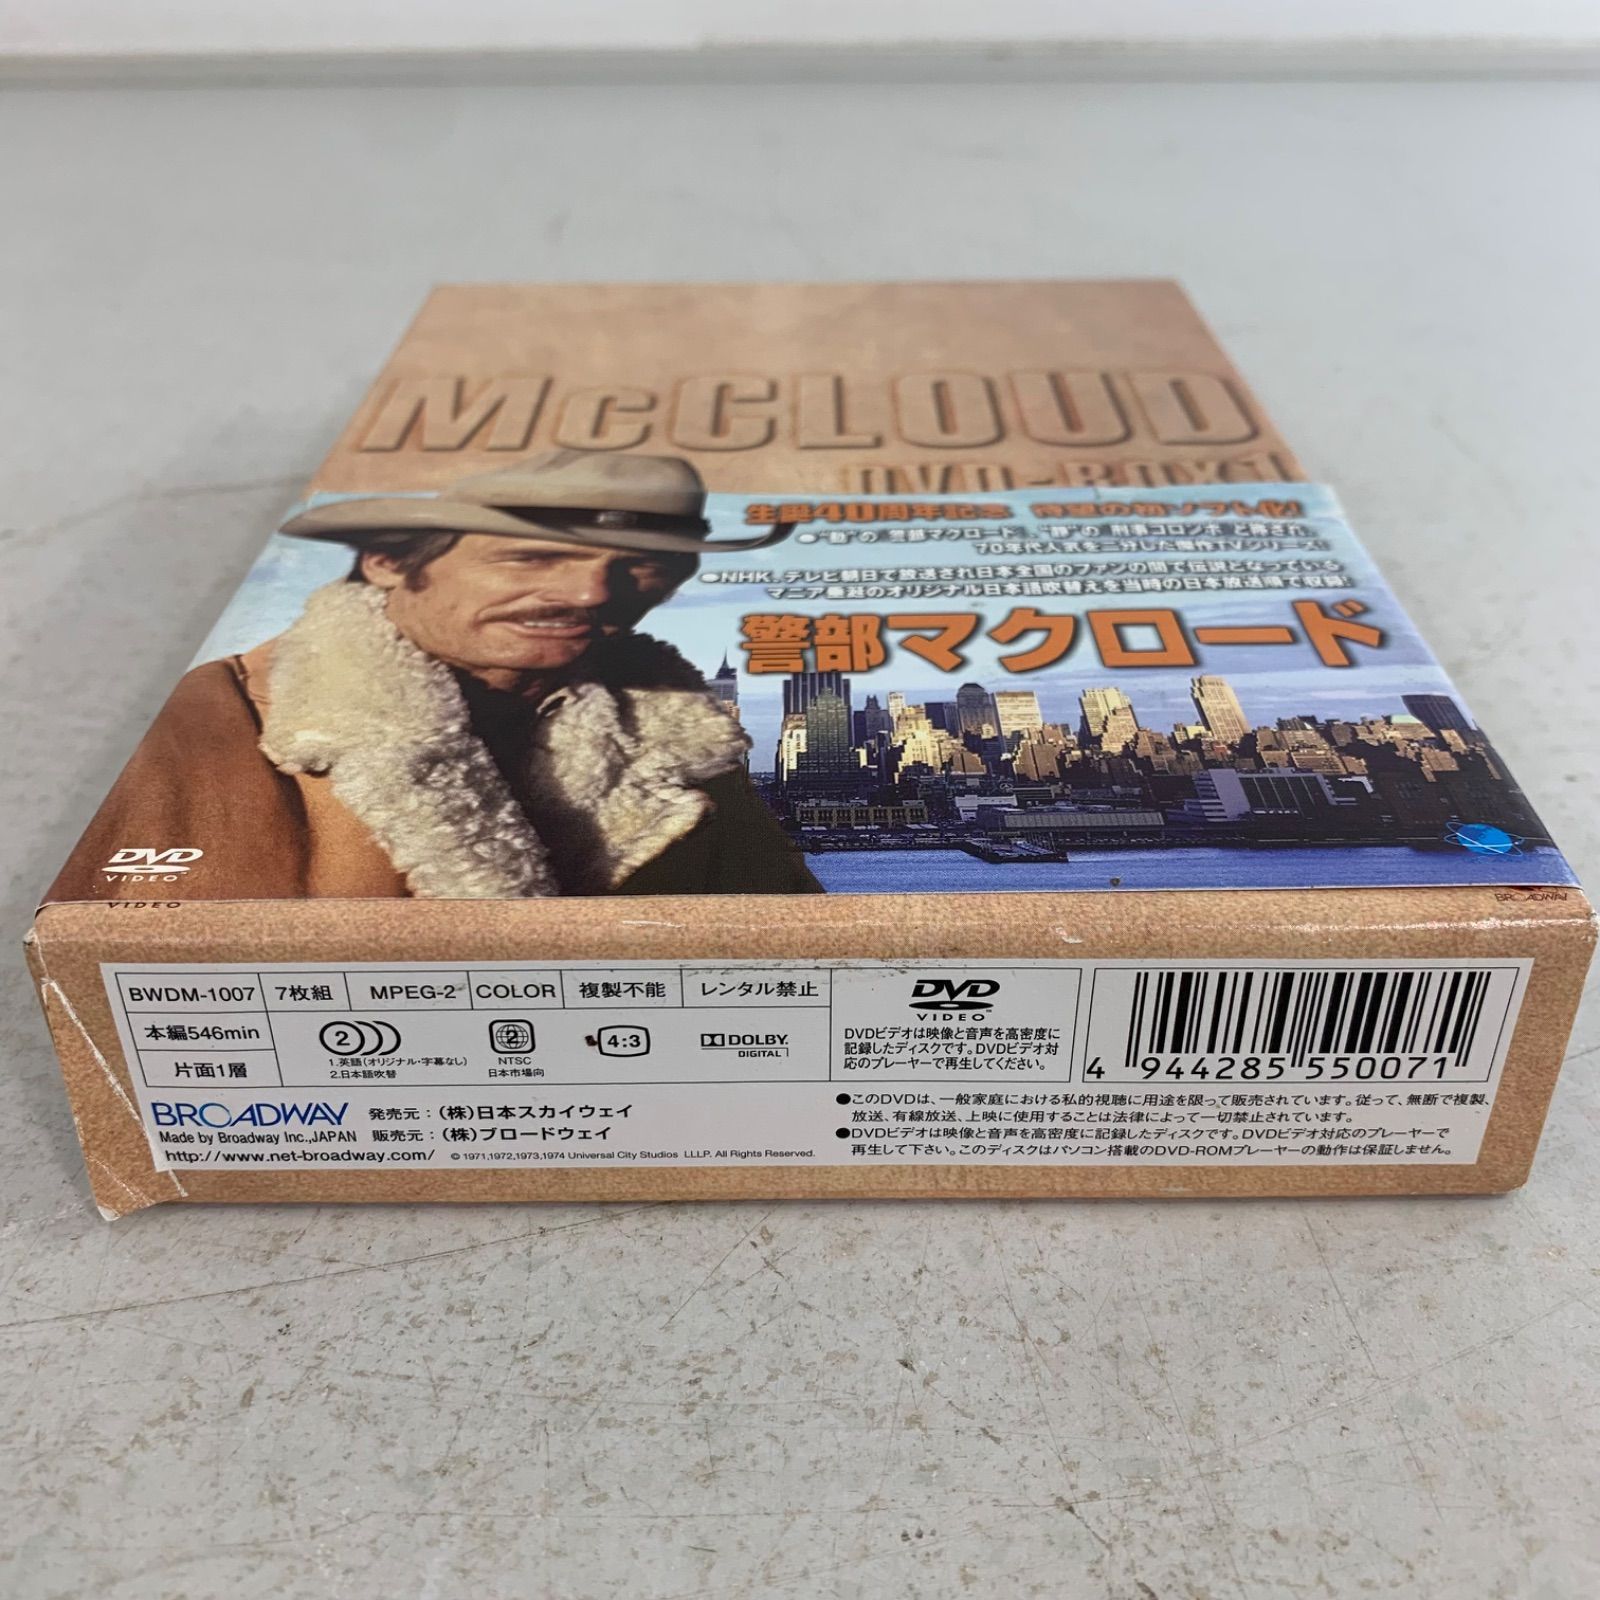 McCLOUD
DVD-BOX1
生誕40周年記念 待望の初ソフト化!
●“動”の 警部マクロード、“静”の 刑事コロンボ と称され、
70年代人気を二分した傑作TVシリーズ!
●NHK、テレビ朝日で放送され日本全国のファンの間で伝説となっている
マニア垂涎のオリジナル日本語吹替えを当時の日本放送順で収録!
警部マクロード
DVD
VIDEO
VIDEO
BROADWAY
BWDM-1007 7枚組 MPEG-2 COLOR 複製不能 レンタル禁止
本編546min
片面1層
2
1.英語(オリジナル・字幕なし)
2.日本語吹替
2
NTSC
日本市場向
4:3
DOLBY
DIGITAL
DVD
VIDEO
DVDビデオは映像と音声を高密度に
記録したディスクです。DVDビデオ対
応のプレーヤーで再生してください。
4 944285 550071
BROADWAY
Made by Broadway Inc.,JAPAN
http://www.net-broadway.com/
発売元:(株)日本スカイウェイ
販売元:(株)ブロードウェイ
© 1971,1972,1973,1974 Universal City Studios LLLP. All Rights Reserved.
●このDVDは、一般家庭における私的視聴に用途を限って販売されています。従って、無断で複製、
放送、有線放送、上映に使用することは法律によって一切禁止されています。
●DVDビデオは映像と音声を高密度に記録したディスクです。DVDビデオ対応のプレーヤーで
再生して下さい。このディスクはパソコン搭載のDVD-ROMプレーヤーの動作は保証しません。